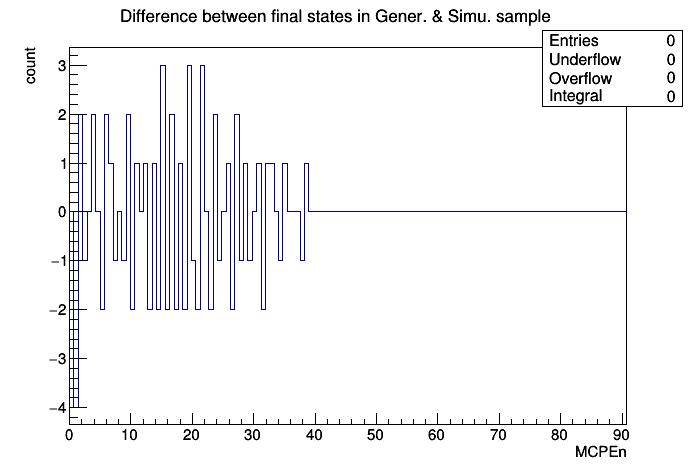 Difference between final states in Gener. & Simu. sample
Entries 0
Underflow 0
Overflow 0
Integral 0
count
3
2
1
0
−1
−2
−3
−4
0 10 20 30 40 50 60 70 80 90
MCPEn